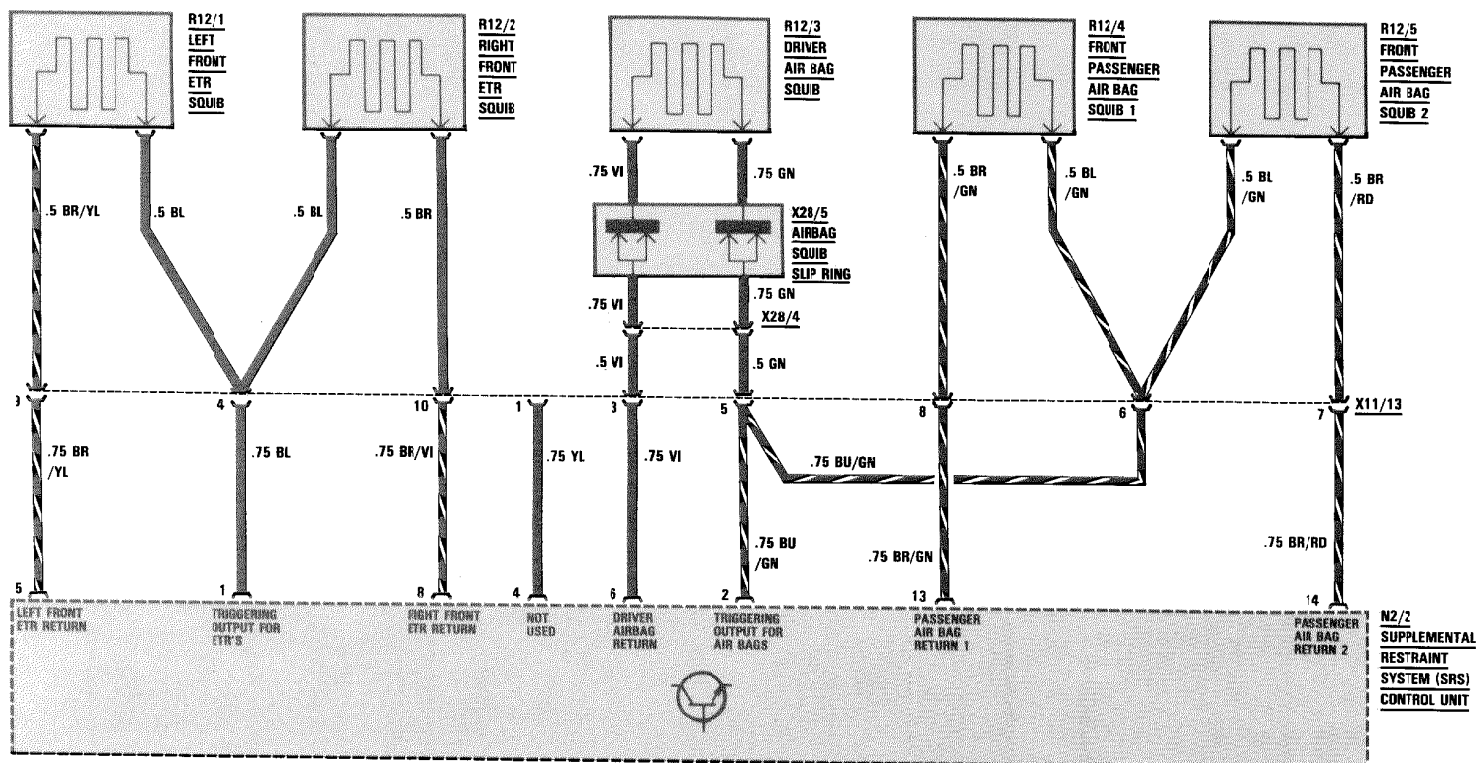 R12/1
LEFT
FRONT
ETR
SQUIB
R12/2
RIGHT
FRONT
ETR
SQUIB
R12/3
DRIVER
AIR BAG
SQUIB
R12/4
FRONT
PASSENGER
AIR BAG
SQUIB 1
R12/5
FRONT
PASSENGER
AIR BAG
SQUIB 2
.5 BR/YL
.5 BL
.5 BL
.5 BR
.75 VI
.75 GN
.5 BR
/GN
.5 BL
/GN
.5 BL
/GN
.5 BR
/RD
X28/5
AIRBAG
SQUIB
SLIP RING
.75 VI
.75 GN
X28/4
.5 VI
.5 GN
9
4
10
1
3
5
8
6
7
X11/13
.75 BR
/YL
.75 BL
.75 BR/VI
.75 YL
.75 VI
.75 BU/GN
.75 BU
/GN
.75 BR/GN
.75 BR/RD
5
1
8
4
6
2
13
14
LEFT FRONT
ETR RETURN
TRIGGERING
OUTPUT FOR
ETR'S
RIGHT FRONT
ETR RETURN
NOT
USED
DRIVER
AIRBAG
RETURN
TRIGGERING
OUTPUT FOR
AIR BAGS
PASSENGER
AIR BAG
RETURN 1
PASSENGER
AIR BAG
RETURN 2
N2/2
SUPPLEMENTAL
RESTRAINT
SYSTEM (SRS)
CONTROL UNIT